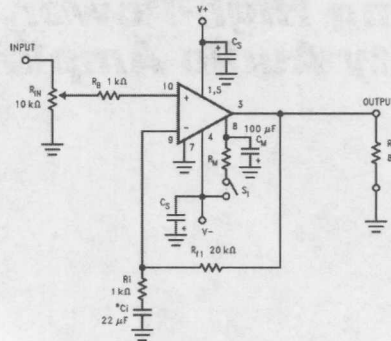 V+
INPUT
CS
RB 1 kΩ
10
1,5
3
RIN
10 kΩ
+
−
8
100 μF
OUTPUT
9
7
4
CM
RM
R
8
CS
S1
V−
Rf1 20 kΩ
Ri
1 kΩ
*Ci
22 μF